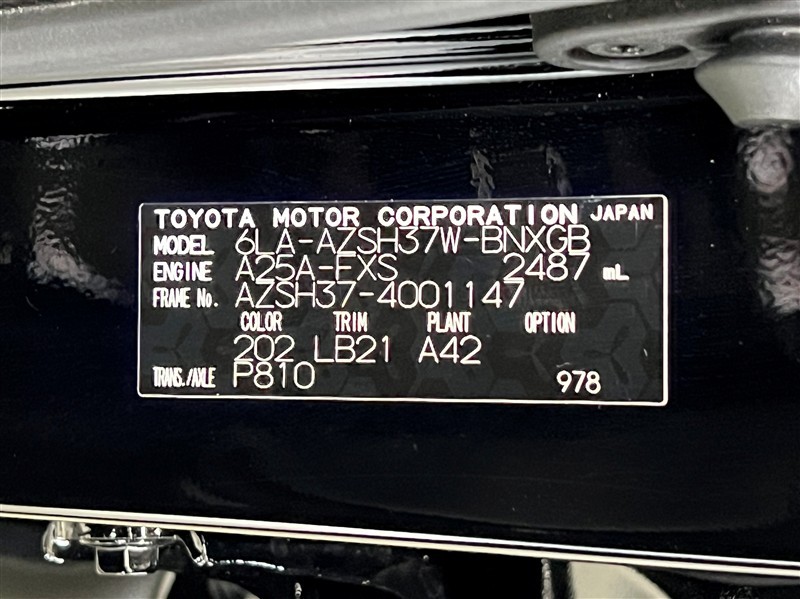 TOYOTA MOTOR CORPORATION JAPAN
MODEL 6LA-AZSH37W-BNXGB
ENGINE A25A-FXS 2487 mL
FRAME No. AZSH37-4001147
COLOR TRIM PLANT OPTION
202 LB21 A42
TRANS./AXLE P810 978